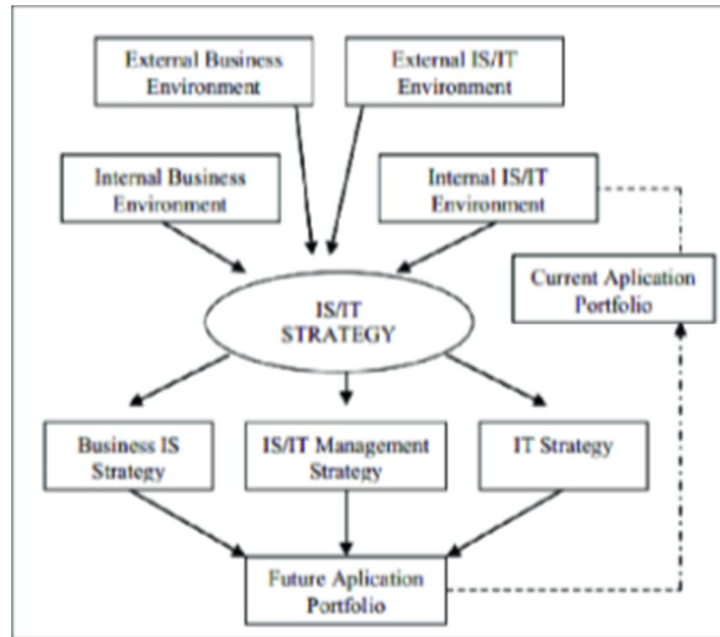 External Business
Environment
External IS/IT
Environment
Internal Business
Environment
Internal IS/IT
Environment
Current Aplication
Portfolio
IS/IT
STRATEGY
Business IS
Strategy
IS/IT Management
Strategy
IT Strategy
Future Aplication
Portfolio